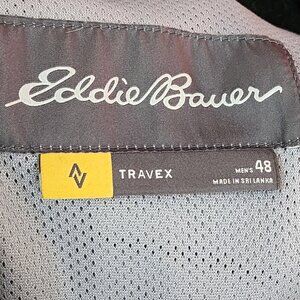 Eddie Bauer
TRAVEX
MEN'S 48
MADE IN SRI LANKA